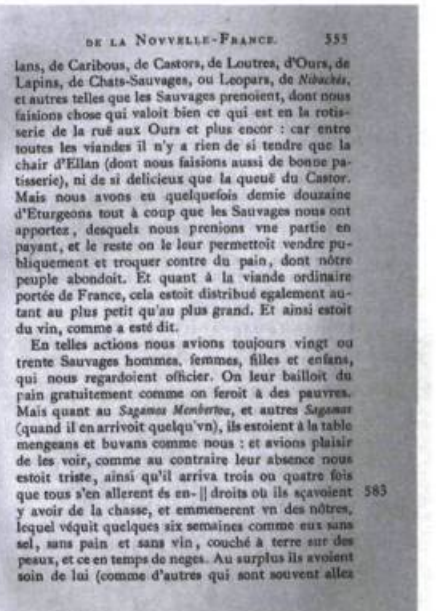 DE LA NOVVELLE-FRANCE. 555
lans, de Caribous, de Castors, de Loutres, d'Ours, de
Lapins, de Chats-Sauvages, ou Leopars, de Nibachés,
et autres telles que les Sauvages prenoient, dont nous
faisions chose qui valoit bien ce qui est en la rotis-
serie de la ruë aux Ours et plus encor : car entre
toutes les viandes il n'y a rien de si tendre que la
chair d'Ellan (dont nous faisions aussi de bonne pa-
tisserie), ni de si delicieux que la queuë du Castor.
Mais nous avons eu quelquefois demie douzaine
d'Eturgeons tout à coup que les Sauvages nous ont
apportez, desquels nous prenions vne partie en
payant, et le reste on le leur permettoit vendre pu-
bliquement et troquer contre du pain, dont nôtre
peuple abondoit. Et quant à la viande ordinaire
portée de France, cela estoit distribué egalement au-
tant au plus petit qu'au plus grand. Et ainsi estoit
du vin, comme a esté dit.
En telles actions nous avions toujours vingt ou
trente Sauvages hommes, femmes, filles et enfans,
qui nous regardoient officier. On leur bailloit du
pain gratuitement comme on feroit à des pauvres.
Mais quant au Sagamos Membertou, et autres Sagamos
(quand il en arrivoit quelqu'vn), ils estoient à la table
mengeans et buvans comme nous : et avions plaisir
de les voir, comme au contraire leur absence nous
estoit triste, ainsi qu'il arriva trois ou quatre fois
que tous s'en allerent és en- || droits où ils sçavoient 583
y avoir de la chasse, et emmenerent vn des nôtres,
lequel véquit quelques six semaines comme eux sans
sel, sans pain et sans vin, couché à terre sur des
peaux, et ce en temps de neges. Au surplus ils avoient
soin de lui (comme d'autres qui sont souvent allez